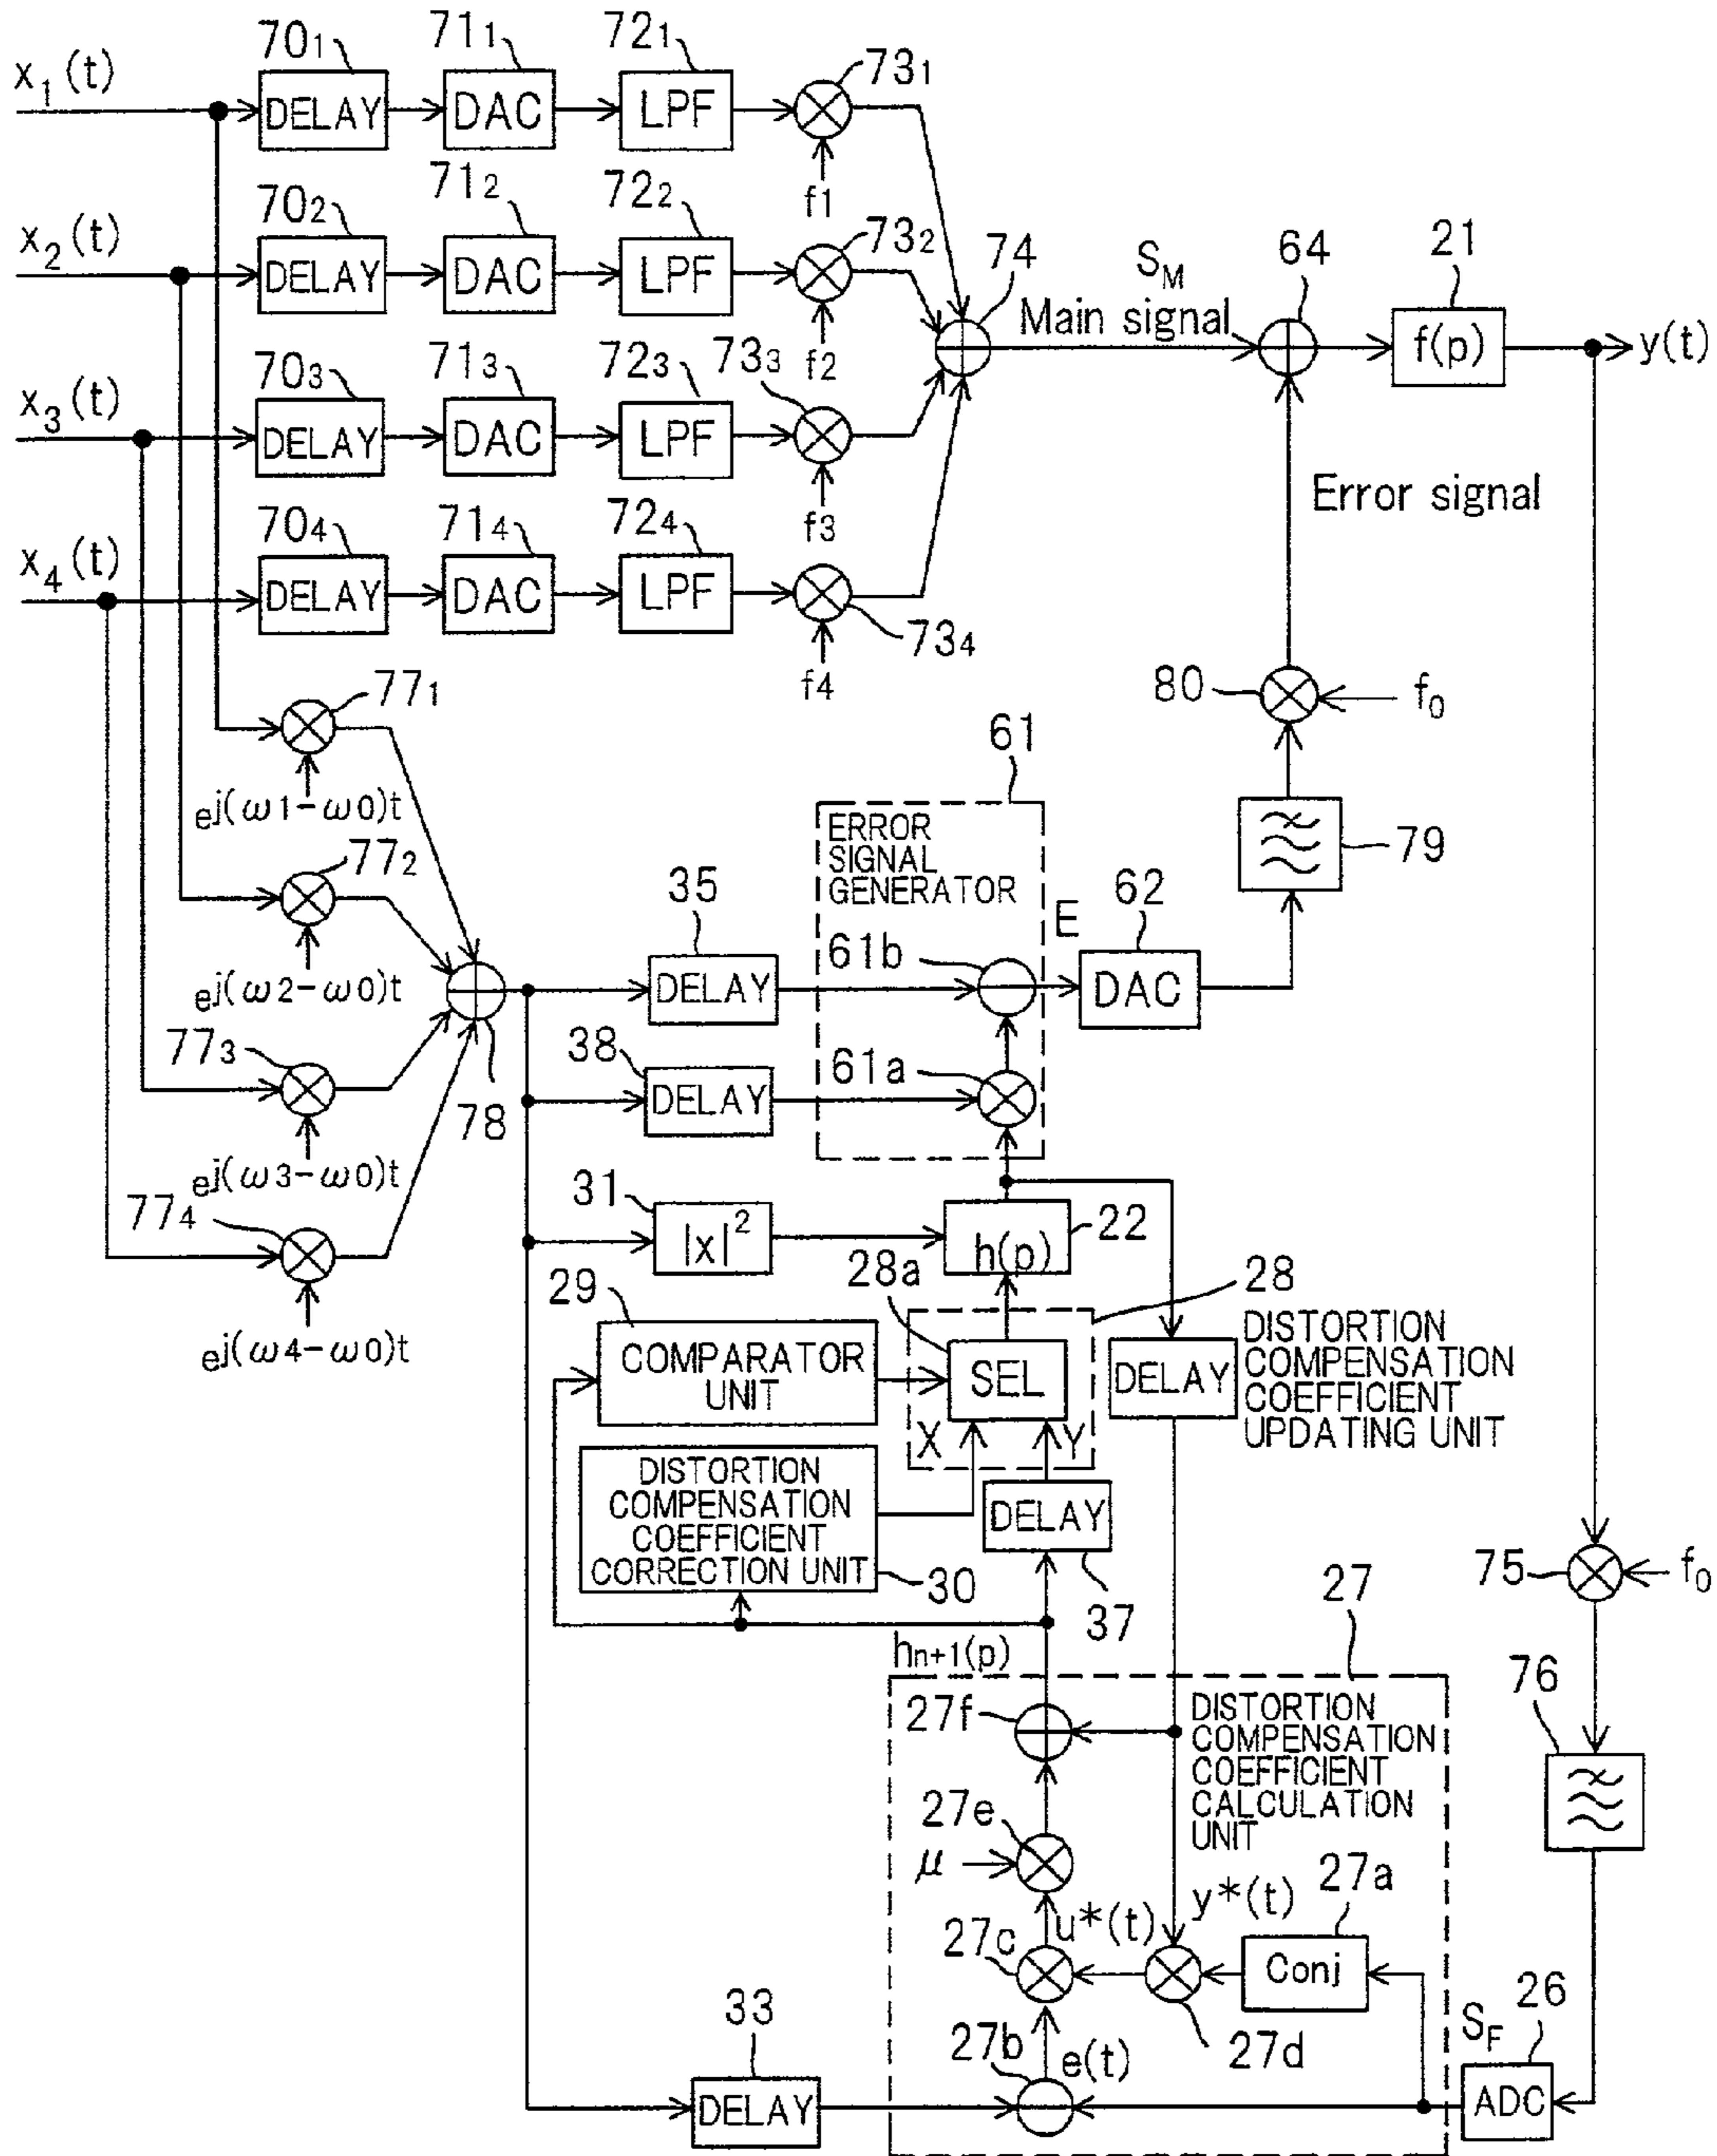 x₁(t)
70₁
71₁
72₁
73₁
DELAY
DAC
LPF
f1
x₂(t)
70₂
71₂
72₂
73₂
DELAY
DAC
LPF
f2
74
S_M
Main signal
64
21
f(p)
y(t)
x₃(t)
70₃
71₃
72₃
73₃
DELAY
DAC
LPF
f3
Error signal
x₄(t)
70₄
71₄
72₄
73₄
DELAY
DAC
LPF
f4
80
f₀
77₁
ej(ω1-ω0)t
61
ERROR
SIGNAL
GENERATOR
79
77₂
ej(ω2-ω0)t
35
DELAY
61b
E
62
DAC
77₃
ej(ω3-ω0)t
78
38
DELAY
61a
77₄
ej(ω4-ω0)t
31
|x|²
h(p)
22
28a
28
29
COMPARATOR
UNIT
SEL
X
Y
DELAY
DISTORTION
COMPENSATION
COEFFICIENT
UPDATING UNIT
DISTORTION
COMPENSATION
COEFFICIENT
CORRECTION UNIT
30
DELAY
37
75
f₀
27
hn+1(p)
76
27f
DISTORTION
COMPENSATION
COEFFICIENT
CALCULATION
UNIT
27e
μ
27a
u*(t)
y*(t)
27c
Conj
27d
26
S_F
ADC
33
DELAY
27b
e(t)